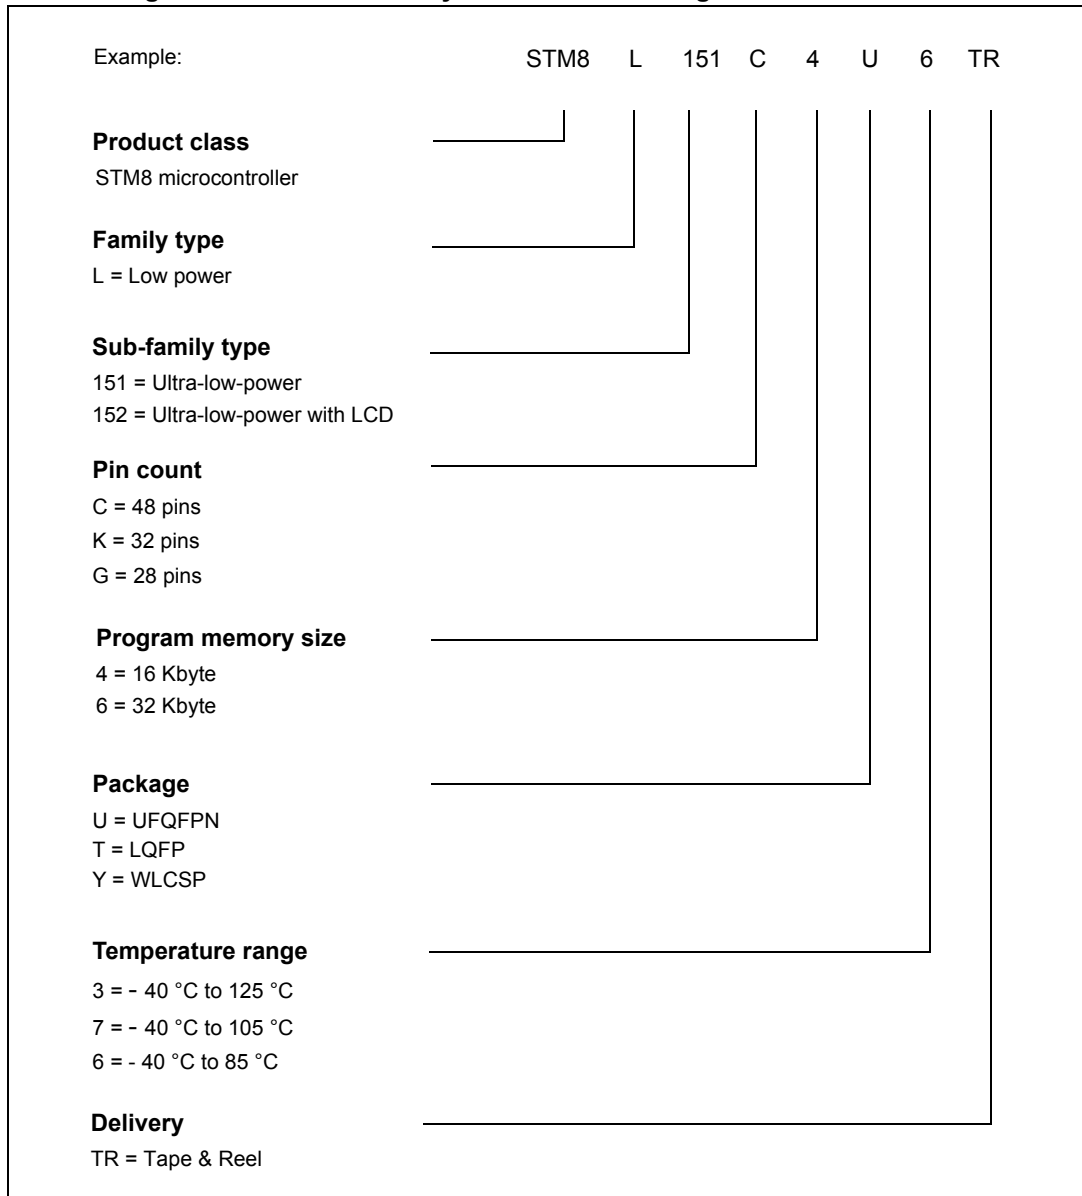 Example: STM8 L 151 C 4 U 6 TR
Product class
STM8 microcontroller
Family type
L = Low power
Sub-family type
151 = Ultra-low-power
152 = Ultra-low-power with LCD
Pin count
C = 48 pins
K = 32 pins
G = 28 pins
Program memory size
4 = 16 Kbyte
6 = 32 Kbyte
Package
U = UFQFPN
T = LQFP
Y = WLCSP
Temperature range
3 = - 40 °C to 125 °C
7 = - 40 °C to 105 °C
6 = - 40 °C to 85 °C
Delivery
TR = Tape & Reel